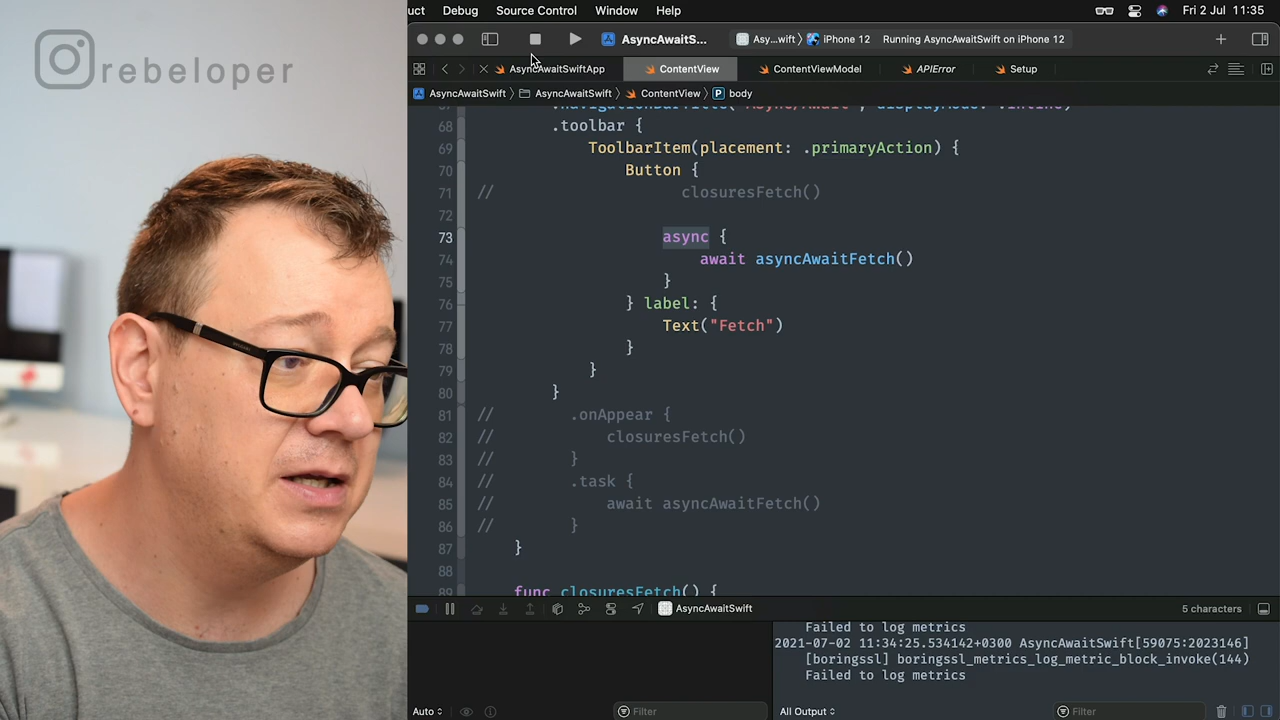 rebeloper
uct Debug Source Control Window Help Fri 2 Jul 11:35
AsyncAwaitS... Asy...wift 〉 iPhone 12 Running AsyncAwaitSwift on iPhone 12
AsyncAwaitSwiftApp ContentView ContentViewModel APIError Setup
AsyncAwaitSwift 〉 AsyncAwaitSwift 〉 ContentView 〉 P body
68 .toolbar {
69 ToolbarItem(placement: .primaryAction) {
70 Button {
71 // closuresFetch()
72
73 async {
74 await asyncAwaitFetch()
75 }
76 } label: {
77 Text("Fetch")
78 }
79 }
80 }
81 // .onAppear {
82 // closuresFetch()
83 // }
84 // .task {
85 // await asyncAwaitFetch()
86 // }
87 }
88
89 func closuresFetch() {
AsyncAwaitSwift 5 characters
Failed to log metrics
2021-07-02 11:34:25.534142+0300 AsyncAwaitSwift[59075:2023146]
[boringssl] boringssl_metrics_log_metric_block_invoke(144)
Failed to log metrics
Auto Filter All Output Filter